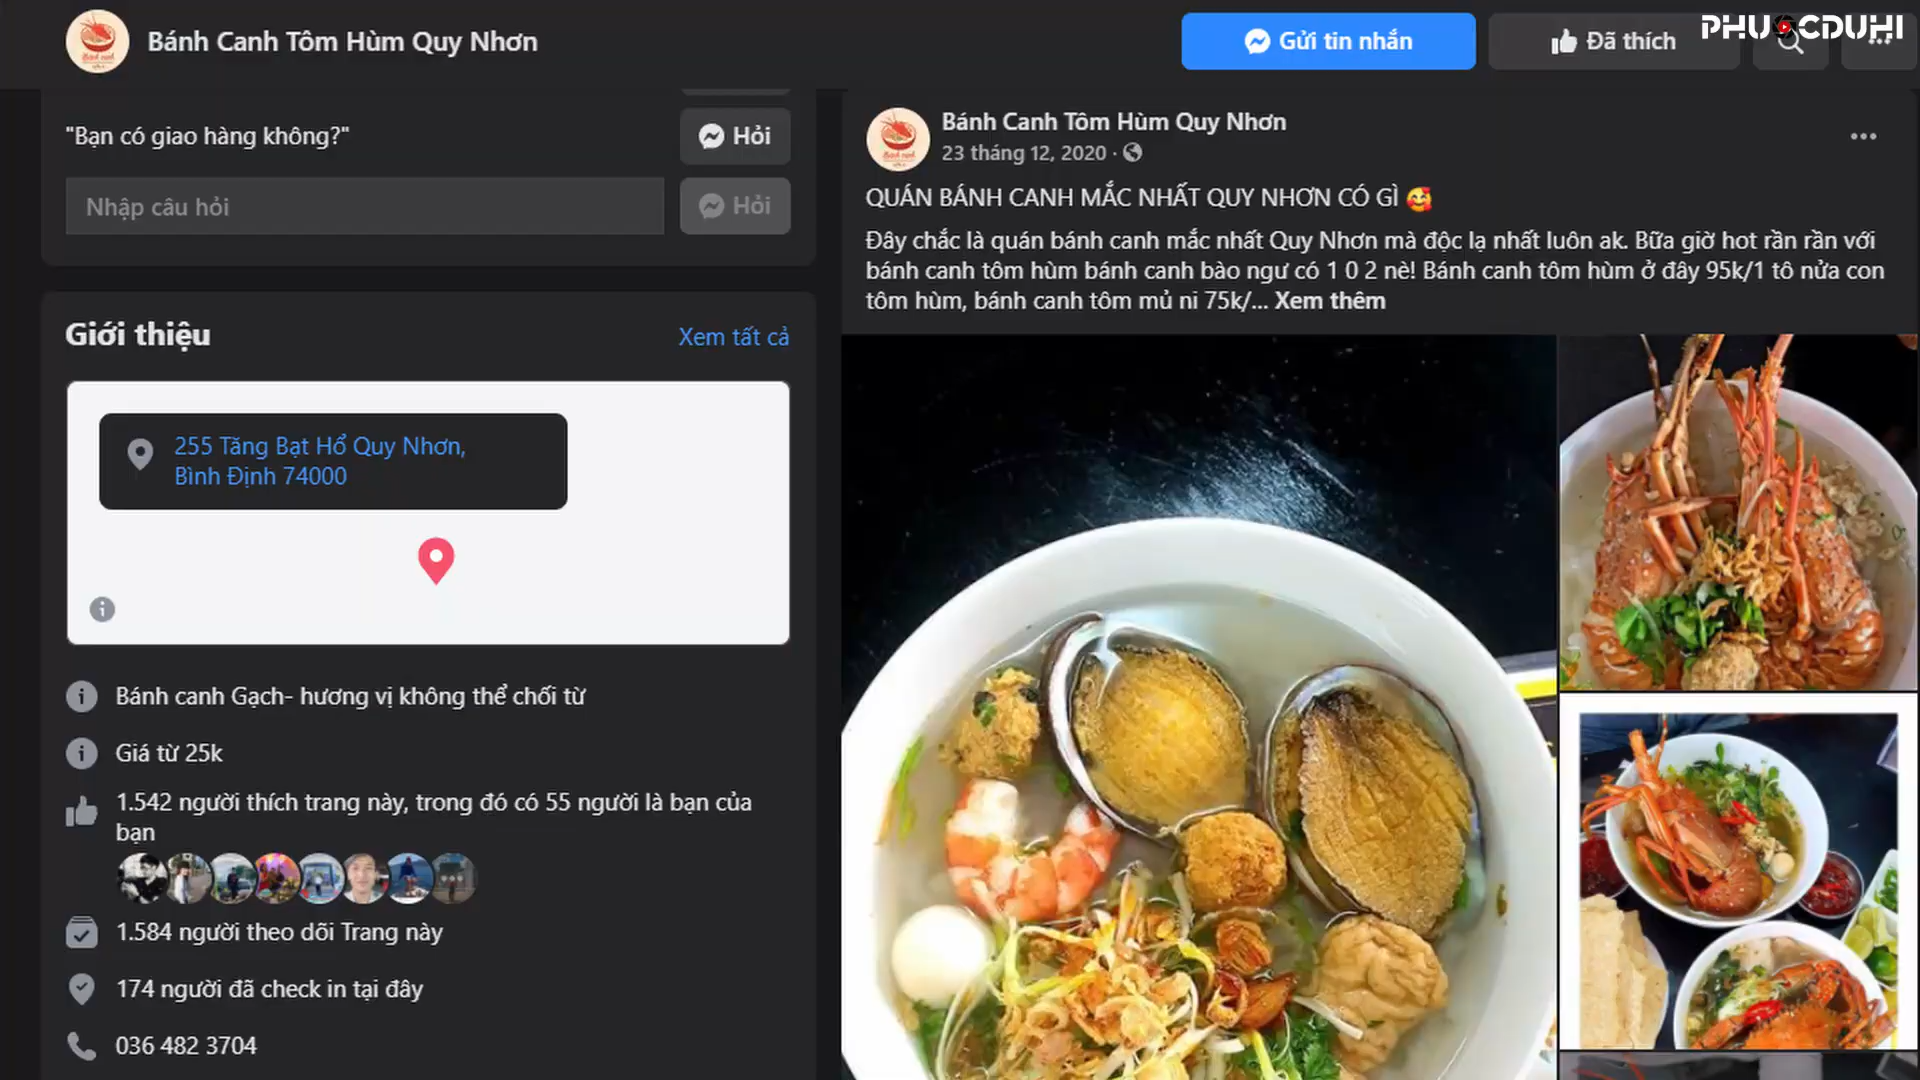 Bánh Canh Tôm Hùm Quy Nhơn
Gửi tin nhắn
Đã thích
PHUOCDUHI
"Bạn có giao hàng không?"
Hỏi
Nhập câu hỏi
Hỏi
Giới thiệu
Xem tất cả
255 Tăng Bạt Hổ Quy Nhơn,
Bình Định 74000
Bánh canh Gạch- hương vị không thể chối từ
Giá từ 25k
1.542 người thích trang này, trong đó có 55 người là bạn của
bạn
1.584 người theo dõi Trang này
174 người đã check in tại đây
036 482 3704
Bánh Canh Tôm Hùm Quy Nhơn
23 tháng 12, 2020 ·
QUÁN BÁNH CANH MẮC NHẤT QUY NHƠN CÓ GÌ 🥰
Đây chắc là quán bánh canh mắc nhất Quy Nhơn mà độc lạ nhất luôn ak. Bữa giờ hot rần rần với
bánh canh tôm hùm bánh canh bào ngư có 1 0 2 nè! Bánh canh tôm hùm ở đây 95k/1 tô nửa con
tôm hùm, bánh canh tôm mủ ni 75k/... Xem thêm